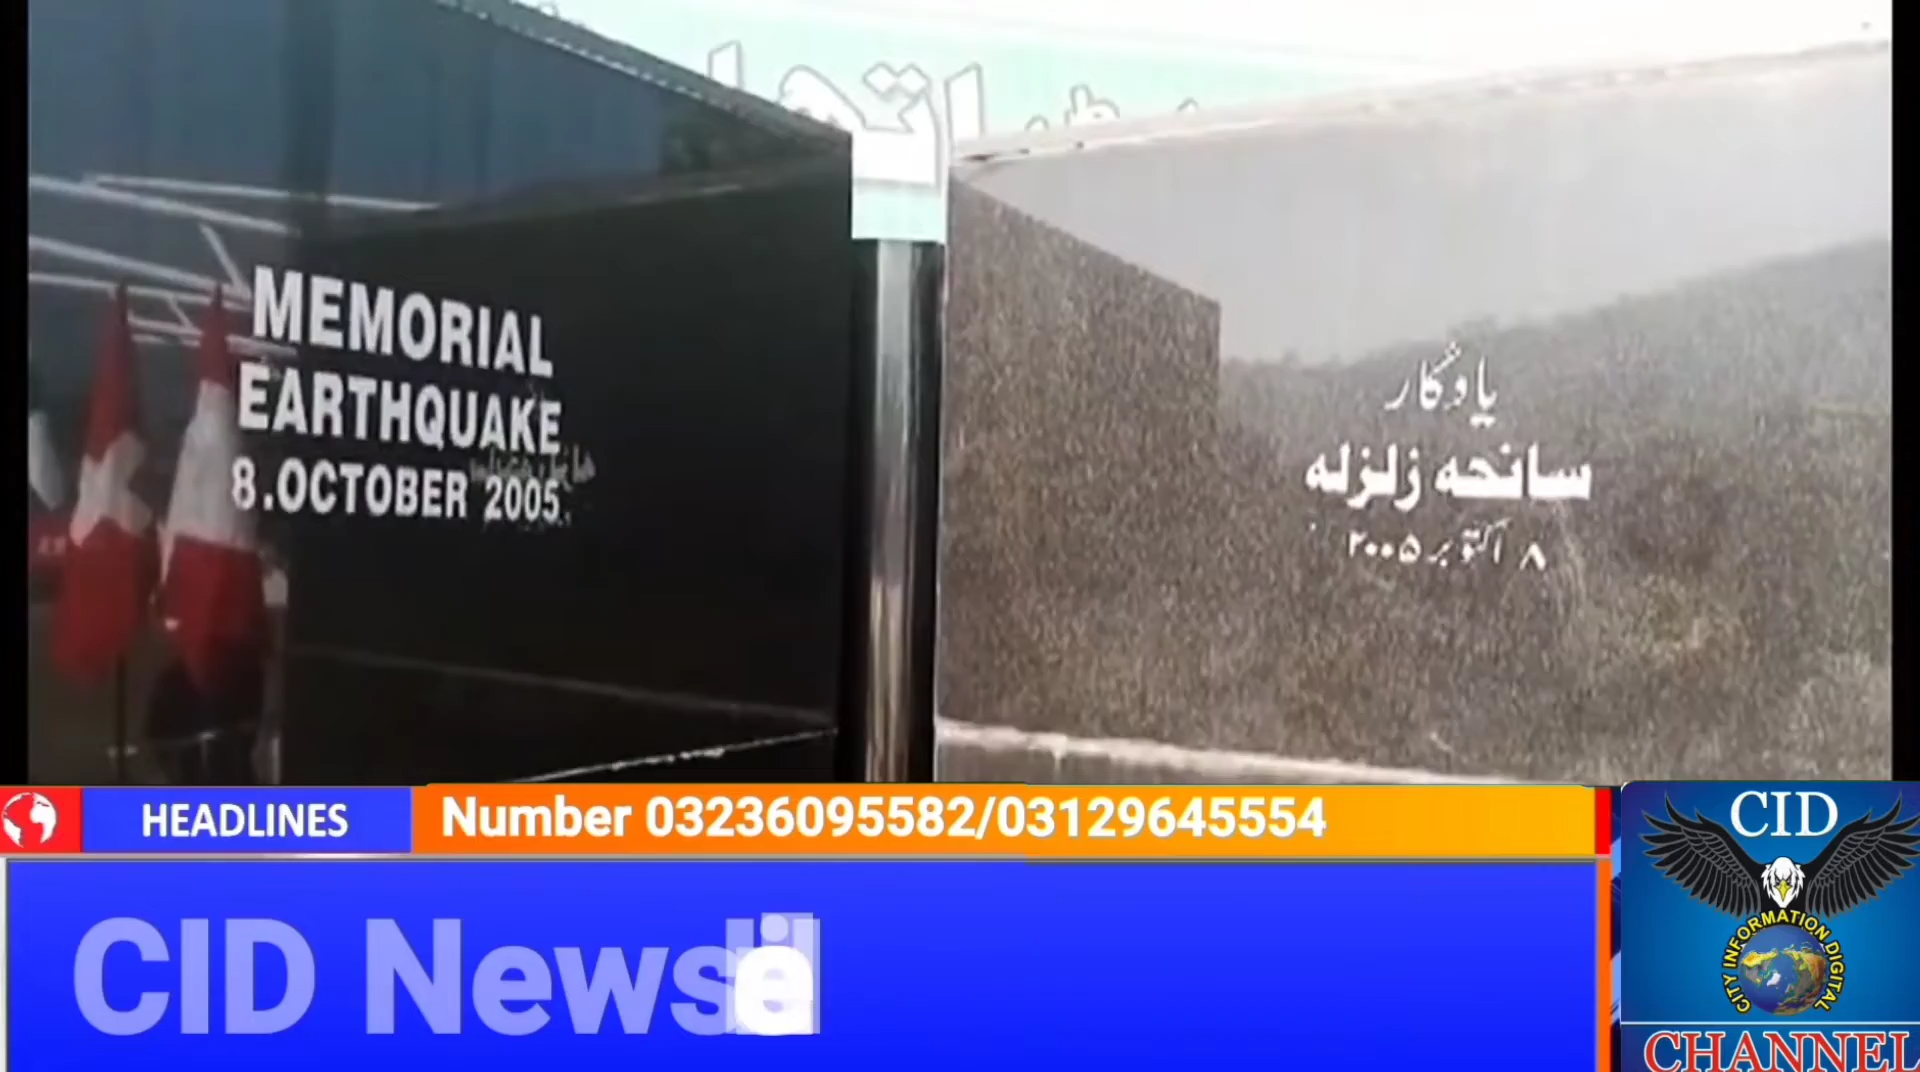 MEMORIAL
EARTHQUAKE
8.OCTOBER 2005
یادگار
سانحہ زلزلہ
۸ اکتوبر ۲۰۰۵
HEADLINES
Number 03236095582/03129645554
CID News
CID
CITY INFORMATION DIGITAL
CHANNEL